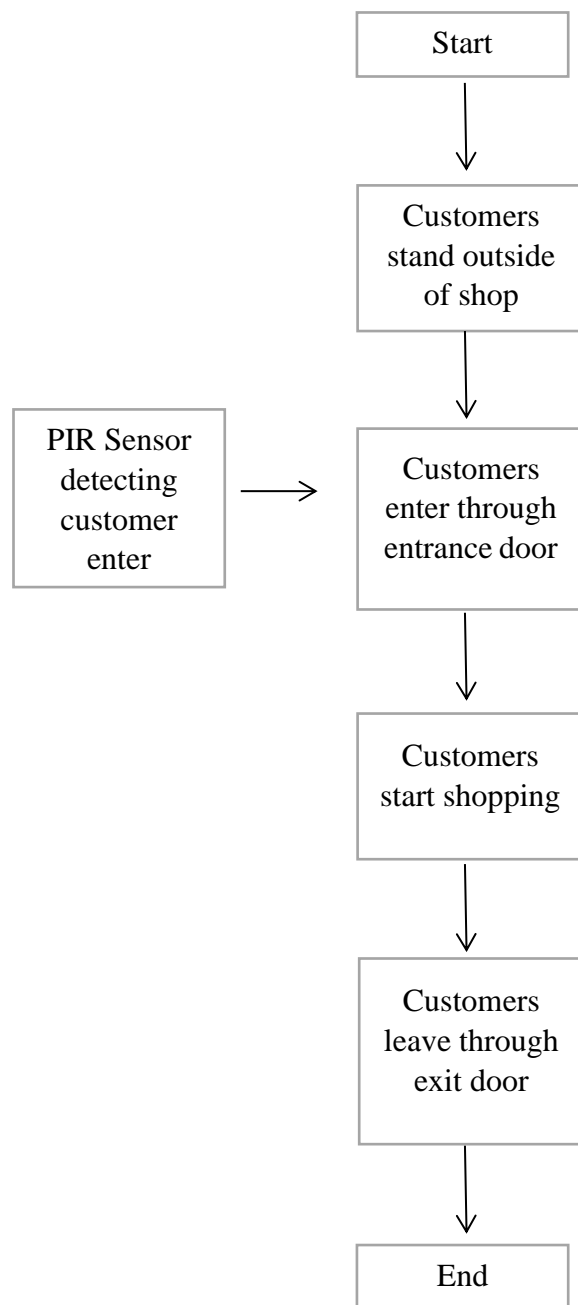 Start
Customers
stand outside
of shop
PIR Sensor
detecting
customer
enter
Customers
enter through
entrance door
Customers
start shopping
Customers
leave through
exit door
End